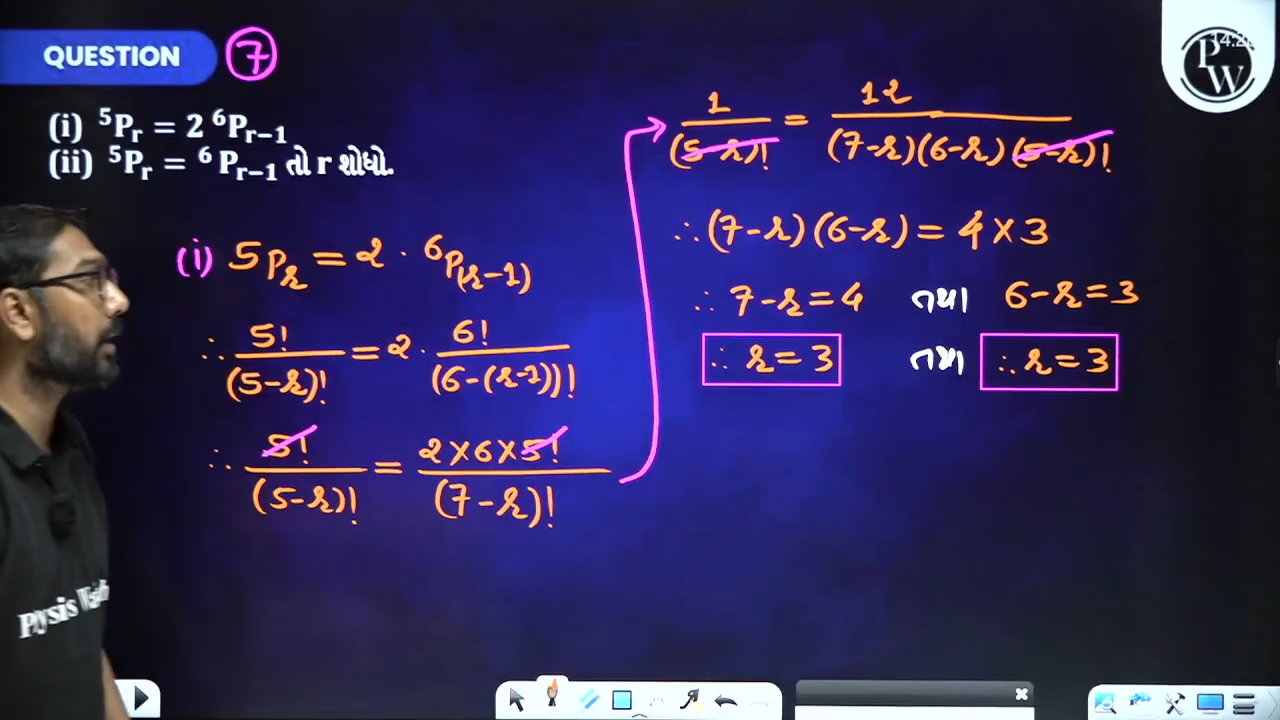 QUESTION 7
(i) ⁵Pᵣ = 2 ⁶Pᵣ₋₁
(ii) ⁵Pᵣ = ⁶ Pᵣ₋₁ તો r શોધો.
(i) 5Pr = 2 · ⁶P(r-1)
∴ 5!/(5-r)! = 2 · 6!/(6-(r-1))!
∴ 5!/(5-r)! = 2×6×5!/(7-r)!
1/(5-r)! = 12/(7-r)(6-r)(5-r)!
∴ (7-r)(6-r) = 4×3
∴ 7-r=4 તથા 6-r=3
∴ r=3 તથા ∴ r=3
PW